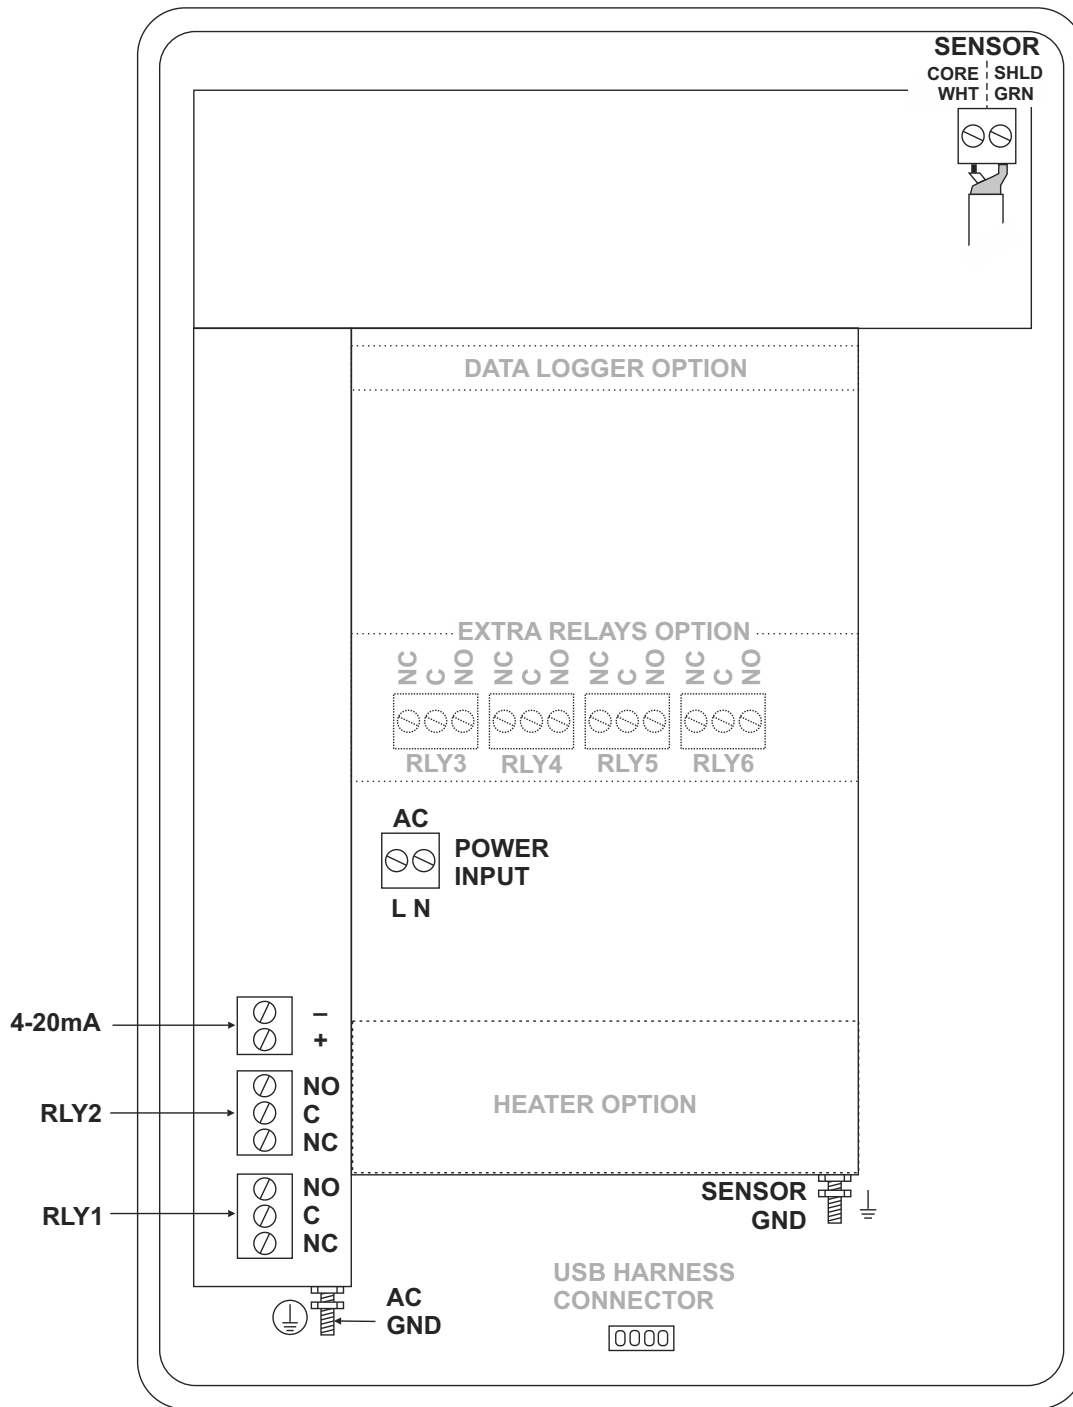 SENSOR
CORE SHLD
WHT GRN
DATA LOGGER OPTION
EXTRA RELAYS OPTION
NC C NO NC C NO NC C NO NC C NO
RLY3 RLY4 RLY5 RLY6
AC
POWER
INPUT
L N
4-20mA
–
+
RLY2
NO
C
NC
HEATER OPTION
RLY1
NO
C
NC
SENSOR
GND
AC
GND
USB HARNESS
CONNECTOR